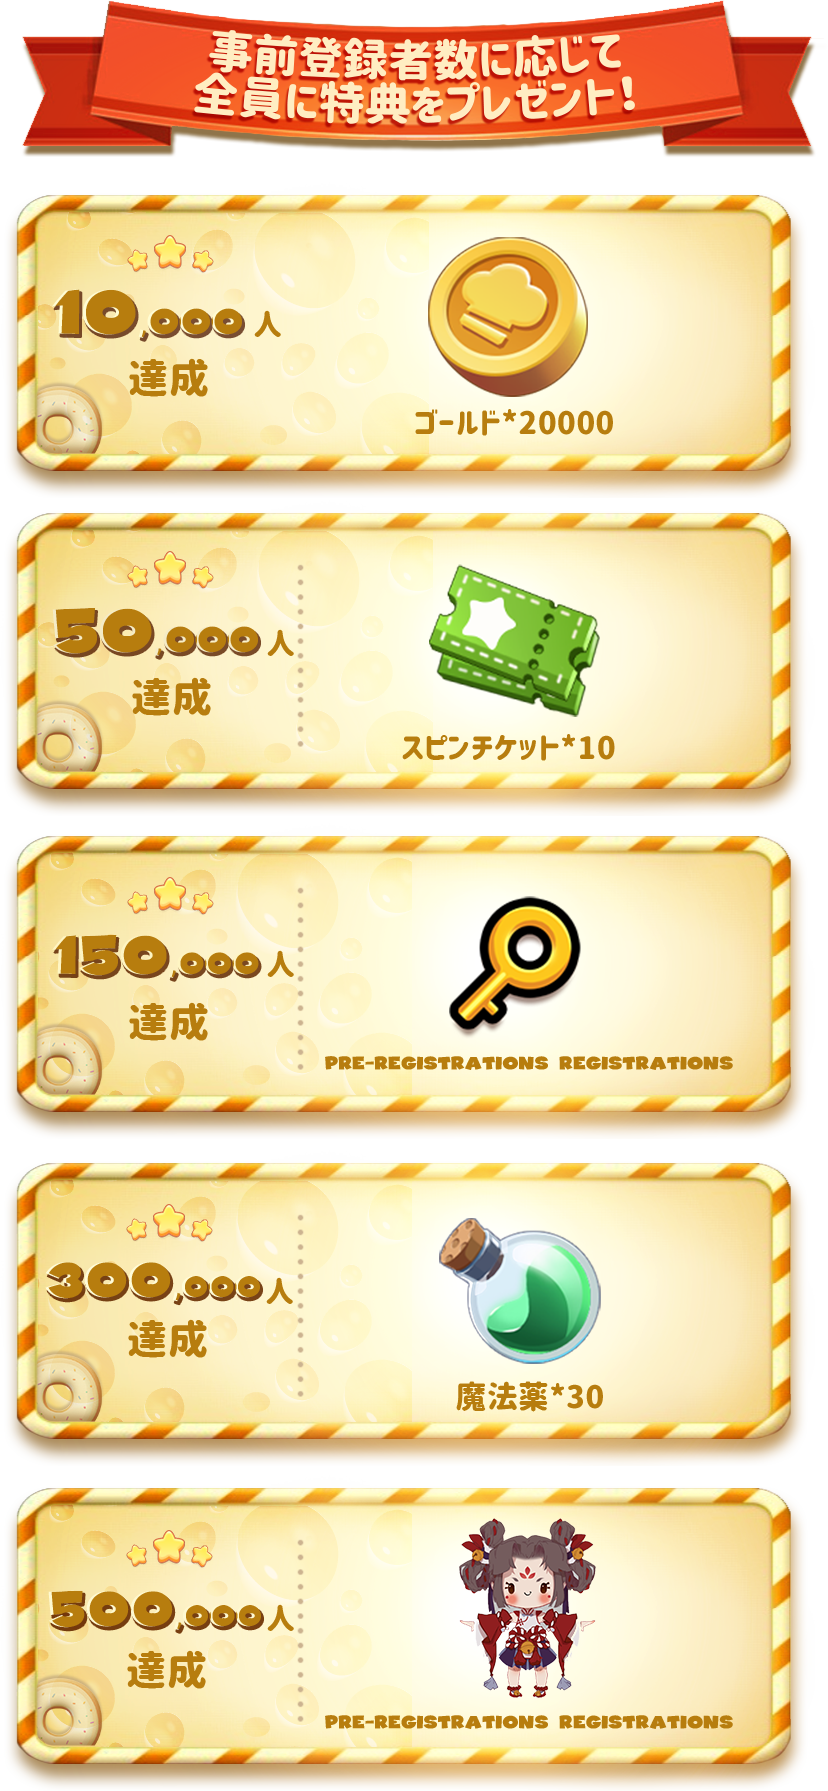 事前登録者数に応じて
全員に特典をプレゼント！
10,000人
達成
ゴールド*20000
50,000人
達成
スピンチケット*10
150,000人
達成
PRE-REGISTRATIONS REGISTRATIONS
300,000人
達成
魔法薬*30
500,000人
達成
PRE-REGISTRATIONS REGISTRATIONS